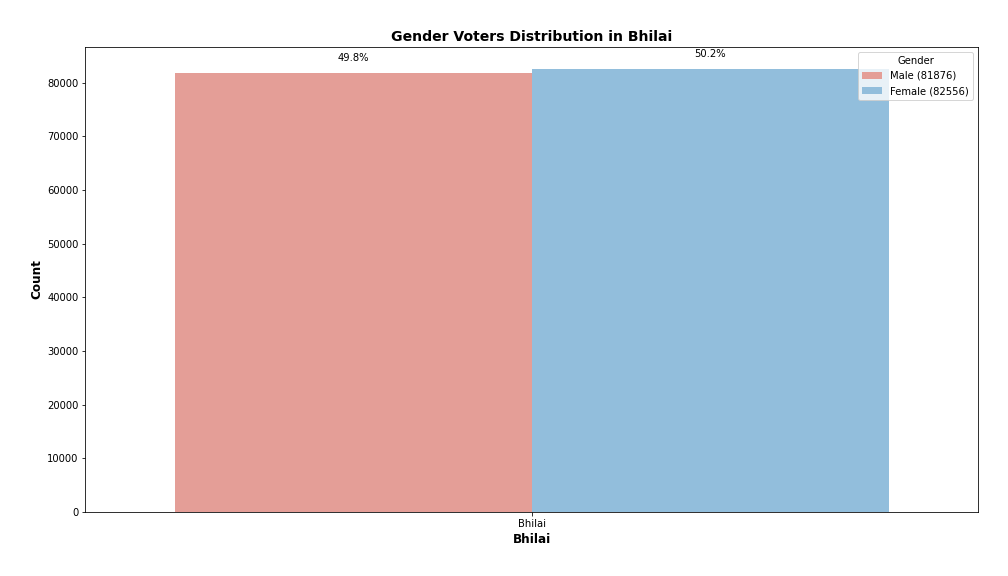 Gender Voters Distribution in Bhilai
49.8%
50.2%
Gender
Male (81876)
Female (82556)
Count
80000
70000
60000
50000
40000
30000
20000
10000
0
Bhilai
Bhilai